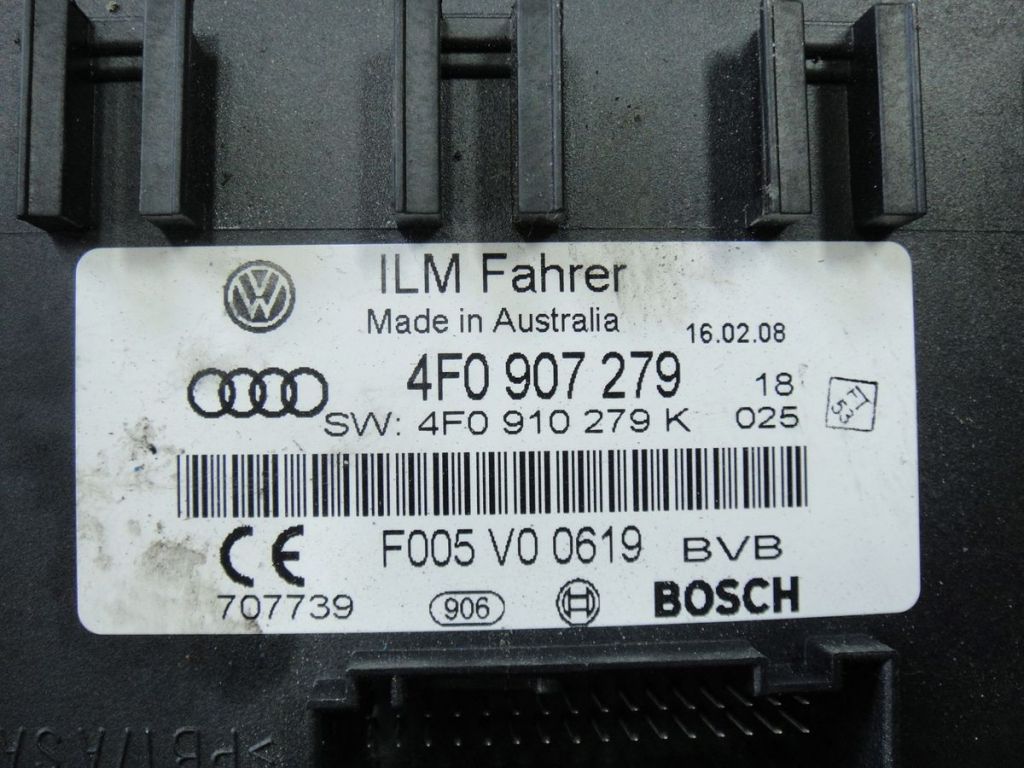 ILM Fahrer
Made in Australia
16.02.08
4F0 907 279
18
SW: 4F0 910 279 K
025
F005 V0 0619
BVB
CE
707739
906
BOSCH